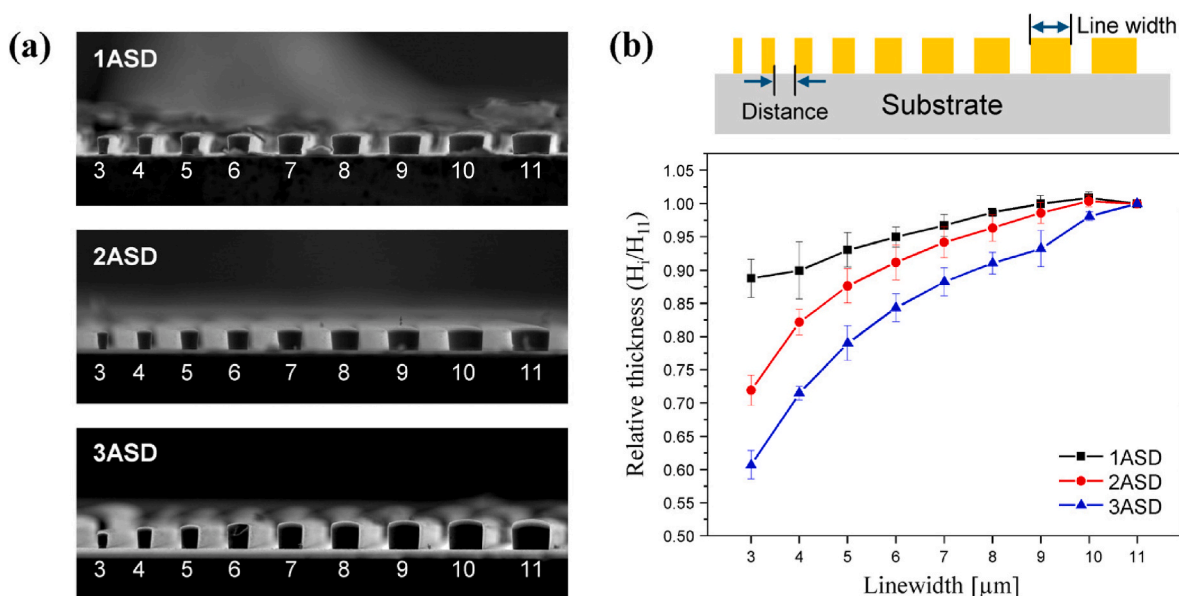 (a)
1ASD
3 4 5 6 7 8 9 10 11
2ASD
3 4 5 6 7 8 9 10 11
3ASD
3 4 5 6 7 8 9 10 11
(b)
Line width
Distance
Substrate
Relative thickness (Hi/H11)
1.05
1.00
0.95
0.90
0.85
0.80
0.75
0.70
0.65
0.60
0.55
0.50
1ASD
2ASD
3ASD
3 4 5 6 7 8 9 10 11
Linewidth [µm]